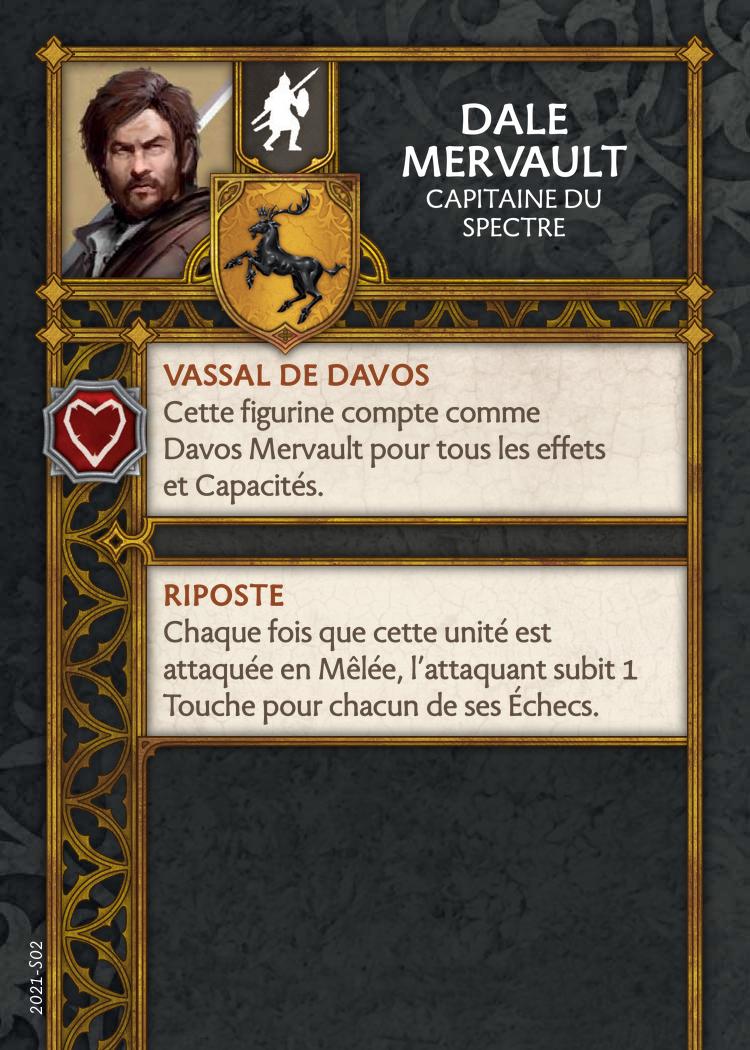 DALE
MERVAULT
CAPITAINE DU
SPECTRE
VASSAL DE DAVOS
Cette figurine compte comme
Davos Mervault pour tous les effets
et Capacités.
RIPOSTE
Chaque fois que cette unité est
attaquée en Mêlée, l'attaquant subit 1
Touche pour chacun de ses Échecs.
2021-S02